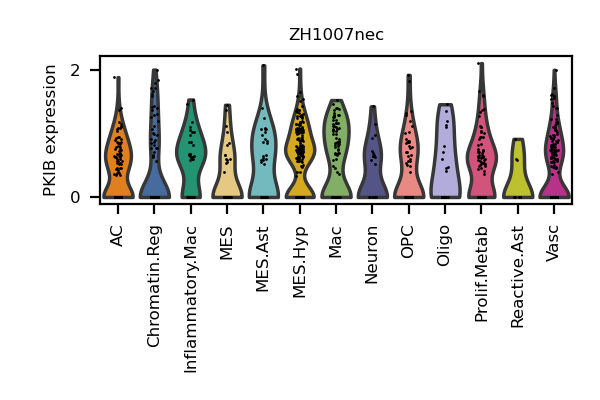 ZH1007nec
PKIB expression
2
0
AC
Chromatin.Reg
Inflammatory.Mac
MES
MES.Ast
MES.Hyp
Mac
Neuron
OPC
Oligo
Prolif.Metab
Reactive.Ast
Vasc